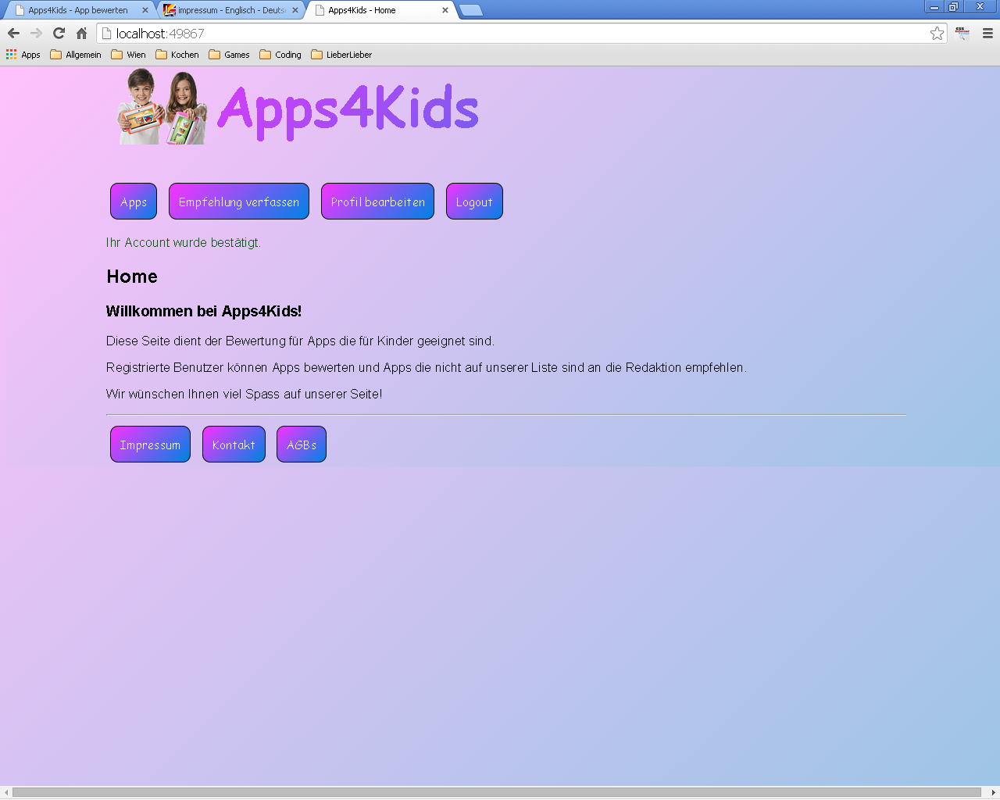 Apps4Kids - App bewerten
impressum - Englisch - Deuts
Apps4Kids - Home
localhost:49867
Apps
Allgemein
Wien
Kochen
Games
Coding
LieberLieber
Apps4Kids
Apps
Empfehlung verfassen
Profil bearbeiten
Logout
Ihr Account wurde bestätigt.
Home
Willkommen bei Apps4Kids!
Diese Seite dient der Bewertung für Apps die für Kinder geeignet sind.
Registrierte Benutzer können Apps bewerten und Apps die nicht auf unserer Liste sind an die Redaktion empfehlen.
Wir wünschen Ihnen viel Spass auf unserer Seite!
Impressum
Kontakt
AGBs